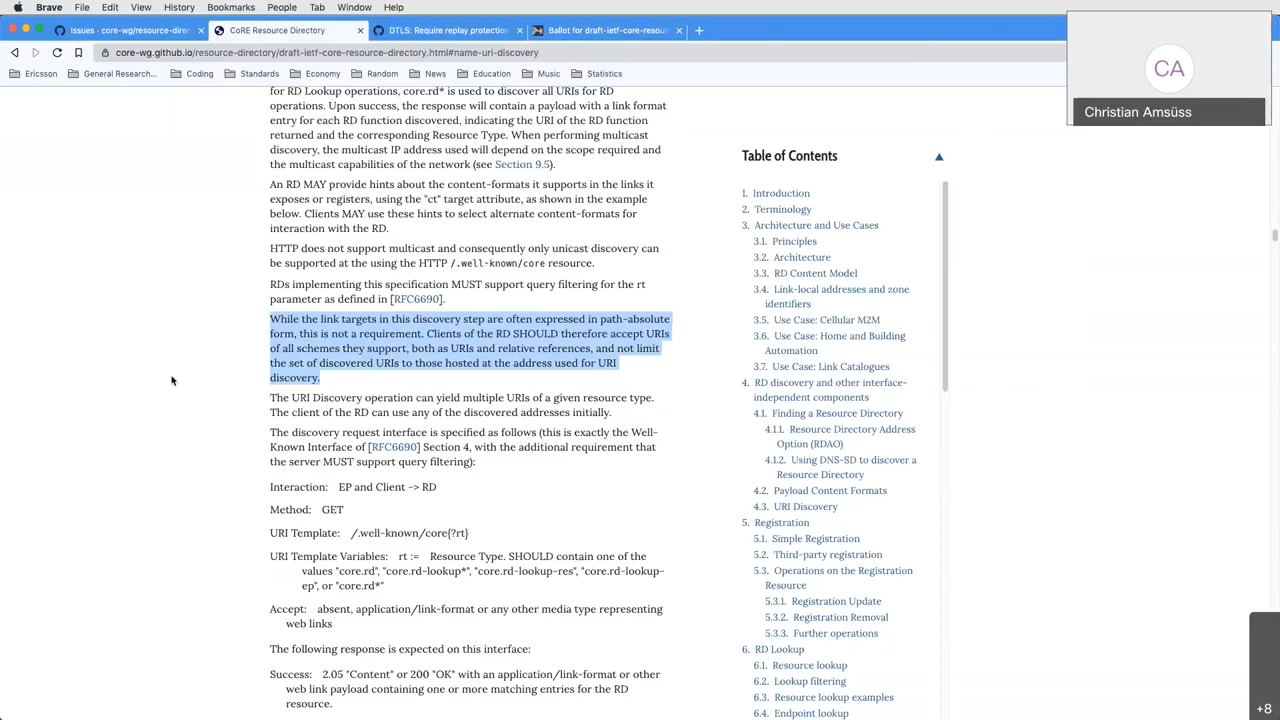 Brave File Edit View History Bookmarks People Tab Window Help
Issues · core-wg/resource-direc
CoRE Resource Directory
DTLS: Require replay protection
Ballot for draft-ietf-core-resou
core-wg.github.io/resource-directory/draft-ietf-core-resource-directory.html#name-uri-discovery
Ericsson General Research... Coding Standards Economy Random News Education Music Statistics
CA
Christian Amsüss
for RD Lookup operations, core.rd* is used to discover all URIs for RD
operations. Upon success, the response will contain a payload with a link format
entry for each RD function discovered, indicating the URI of the RD function
returned and the corresponding Resource Type. When performing multicast
discovery, the multicast IP address used will depend on the scope required and
the multicast capabilities of the network (see Section 9.5).
An RD MAY provide hints about the content-formats it supports in the links it
exposes or registers, using the "ct" target attribute, as shown in the example
below. Clients MAY use these hints to select alternate content-formats for
interaction with the RD.
HTTP does not support multicast and consequently only unicast discovery can
be supported at the using the HTTP /.well-known/core resource.
RDs implementing this specification MUST support query filtering for the rt
parameter as defined in [RFC6690].
While the link targets in this discovery step are often expressed in path-absolute
form, this is not a requirement. Clients of the RD SHOULD therefore accept URIs
of all schemes they support, both as URIs and relative references, and not limit
the set of discovered URIs to those hosted at the address used for URI
discovery.
The URI Discovery operation can yield multiple URIs of a given resource type.
The client of the RD can use any of the discovered addresses initially.
The discovery request interface is specified as follows (this is exactly the Well-
Known Interface of [RFC6690] Section 4, with the additional requirement that
the server MUST support query filtering):
Interaction: EP and Client -> RD
Method: GET
URI Template: /.well-known/core{?rt}
URI Template Variables: rt := Resource Type. SHOULD contain one of the
values "core.rd", "core.rd-lookup*", "core.rd-lookup-res", "core.rd-lookup-
ep", or "core.rd*"
Accept: absent, application/link-format or any other media type representing
web links
The following response is expected on this interface:
Success: 2.05 "Content" or 200 "OK" with an application/link-format or other
web link payload containing one or more matching entries for the RD
resource.
Table of Contents
1. Introduction
2. Terminology
3. Architecture and Use Cases
3.1. Principles
3.2. Architecture
3.3. RD Content Model
3.4. Link-local addresses and zone
identifiers
3.5. Use Case: Cellular M2M
3.6. Use Case: Home and Building
Automation
3.7. Use Case: Link Catalogues
4. RD discovery and other interface-
independent components
4.1. Finding a Resource Directory
4.1.1. Resource Directory Address
Option (RDAO)
4.1.2. Using DNS-SD to discover a
Resource Directory
4.2. Payload Content Formats
4.3. URI Discovery
5. Registration
5.1. Simple Registration
5.2. Third-party registration
5.3. Operations on the Registration
Resource
5.3.1. Registration Update
5.3.2. Registration Removal
5.3.3. Further operations
6. RD Lookup
6.1. Resource lookup
6.2. Lookup filtering
6.3. Resource lookup examples
6.4. Endpoint lookup
+8